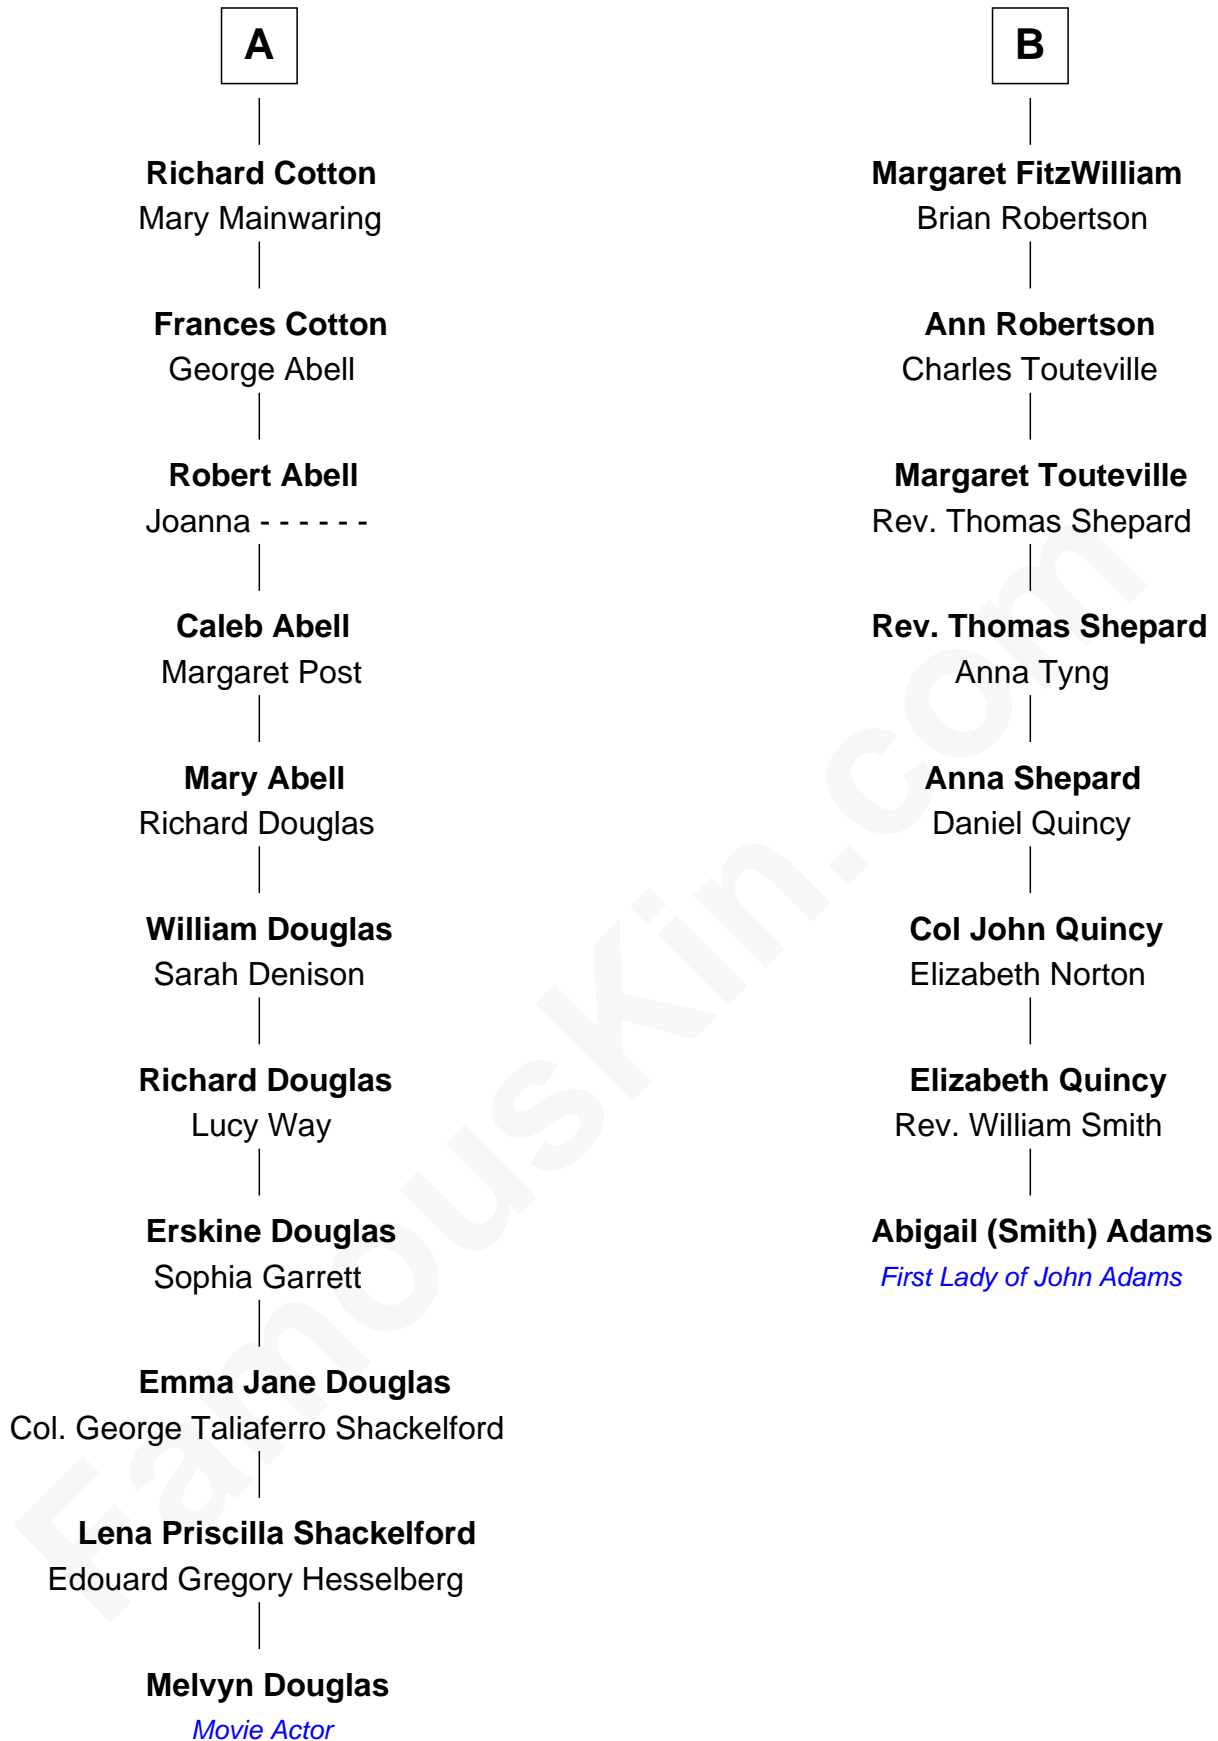 A
Richard Cotton
Mary Mainwaring
Frances Cotton
George Abell
Robert Abell
Joanna - - - - - -
Caleb Abell
Margaret Post
Mary Abell
Richard Douglas
William Douglas
Sarah Denison
Richard Douglas
Lucy Way
Erskine Douglas
Sophia Garrett
Emma Jane Douglas
Col. George Taliaferro Shackelford
Lena Priscilla Shackelford
Edouard Gregory Hesselberg
Melvyn Douglas
Movie Actor
B
Margaret FitzWilliam
Brian Robertson
Ann Robertson
Charles Touteville
Margaret Touteville
Rev. Thomas Shepard
Rev. Thomas Shepard
Anna Tyng
Anna Shepard
Daniel Quincy
Col John Quincy
Elizabeth Norton
Elizabeth Quincy
Rev. William Smith
Abigail (Smith) Adams
First Lady of John Adams
FamousKin.com